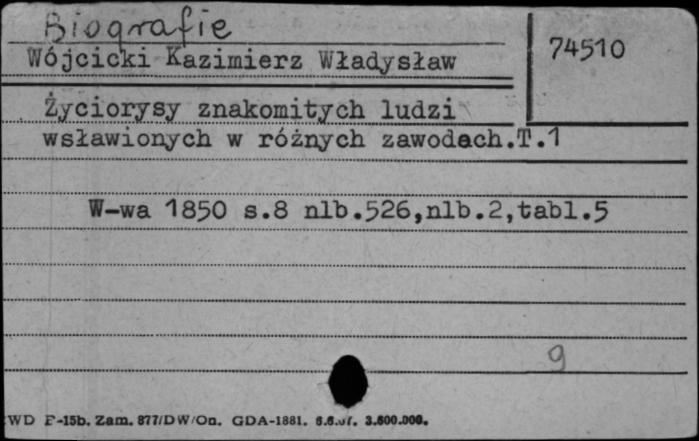 Biografie
74510
Wójcicki Kazimierz Władysław
Życiorysy znakomitych ludzi
wsławionych w różnych zawodach.T.1
W-wa 1850 s.8 nlb.526,nlb.2,tabl.5
9
WD F-15b. Zam. 877/DW/On. GDA-1881. 3.600.000.